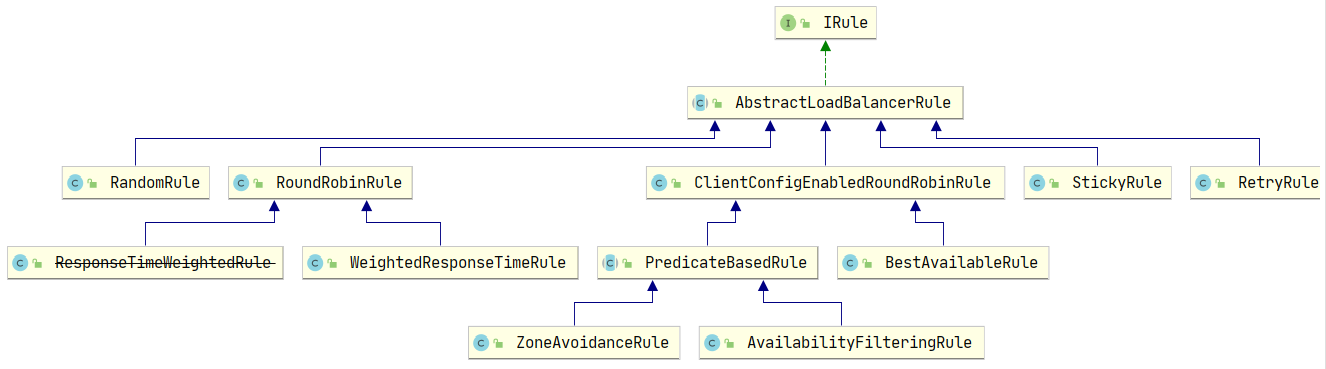 IRule
AbstractLoadBalancerRule
RandomRule
RoundRobinRule
ClientConfigEnabledRoundRobinRule
StickyRule
RetryRule
ResponseTimeWeightedRule
WeightedResponseTimeRule
PredicateBasedRule
BestAvailableRule
ZoneAvoidanceRule
AvailabilityFilteringRule